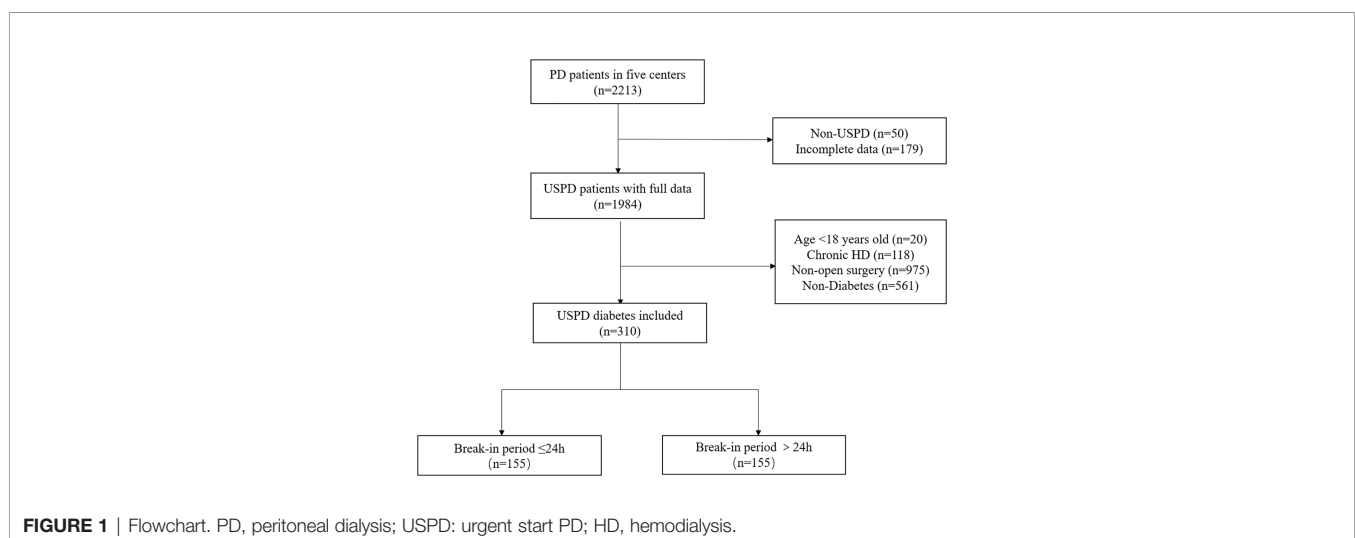 PD patients in five centers
(n=2213)
Non-USPD (n=50)
Incomplete data (n=179)
USPD patients with full data
(n=1984)
Age <18 years old (n=20)
Chronic HD (n=118)
Non-open surgery (n=975)
Non-Diabetes (n=561)
USPD diabetes included
(n=310)
Break-in period ≤24h
(n=155)
Break-in period > 24h
(n=155)
FIGURE 1 | Flowchart. PD, peritoneal dialysis; USPD: urgent start PD; HD, hemodialysis.